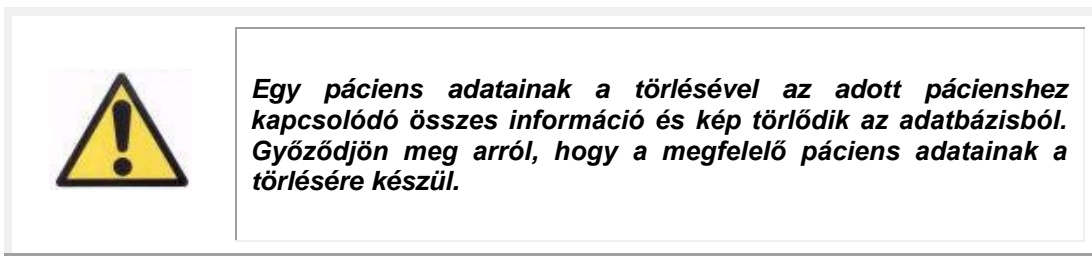 Egy páciens adatainak a törlésével az adott pácienshez
kapcsolódó összes információ és kép törlődik az adatbázisból.
Győződjön meg arról, hogy a megfelelő páciens adatainak a
törlésére készül.